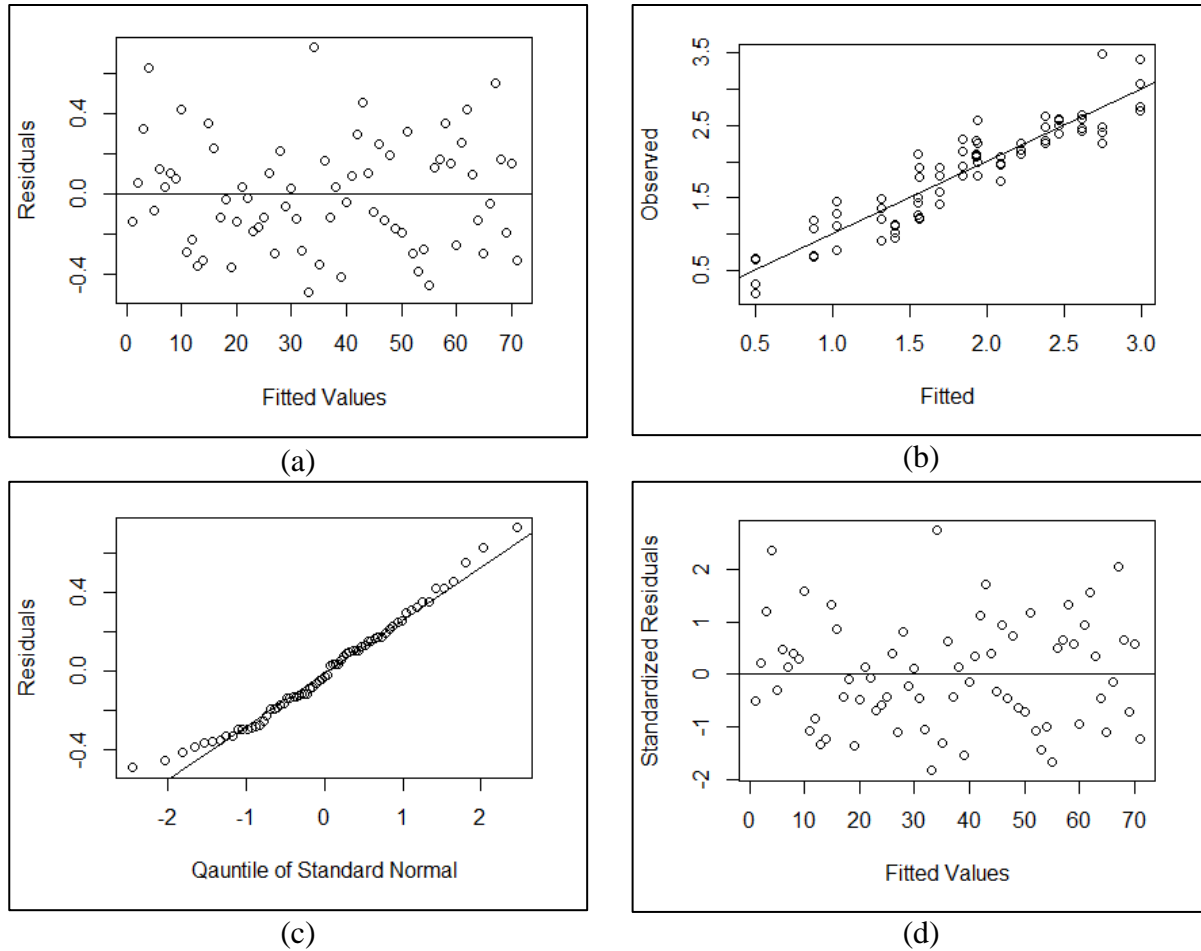 Residuals
0.4
0.0
-0.4
0 10 20 30 40 50 60 70
Fitted Values
(a)
Observed
3.5
2.5
1.5
0.5
0.5 1.0 1.5 2.0 2.5 3.0
Fitted
(b)
Residuals
0.4
0.0
-0.4
-2 -1 0 1 2
Qauntile of Standard Normal
(c)
Standardized Residuals
2
1
0
-1
-2
0 10 20 30 40 50 60 70
Fitted Values
(d)